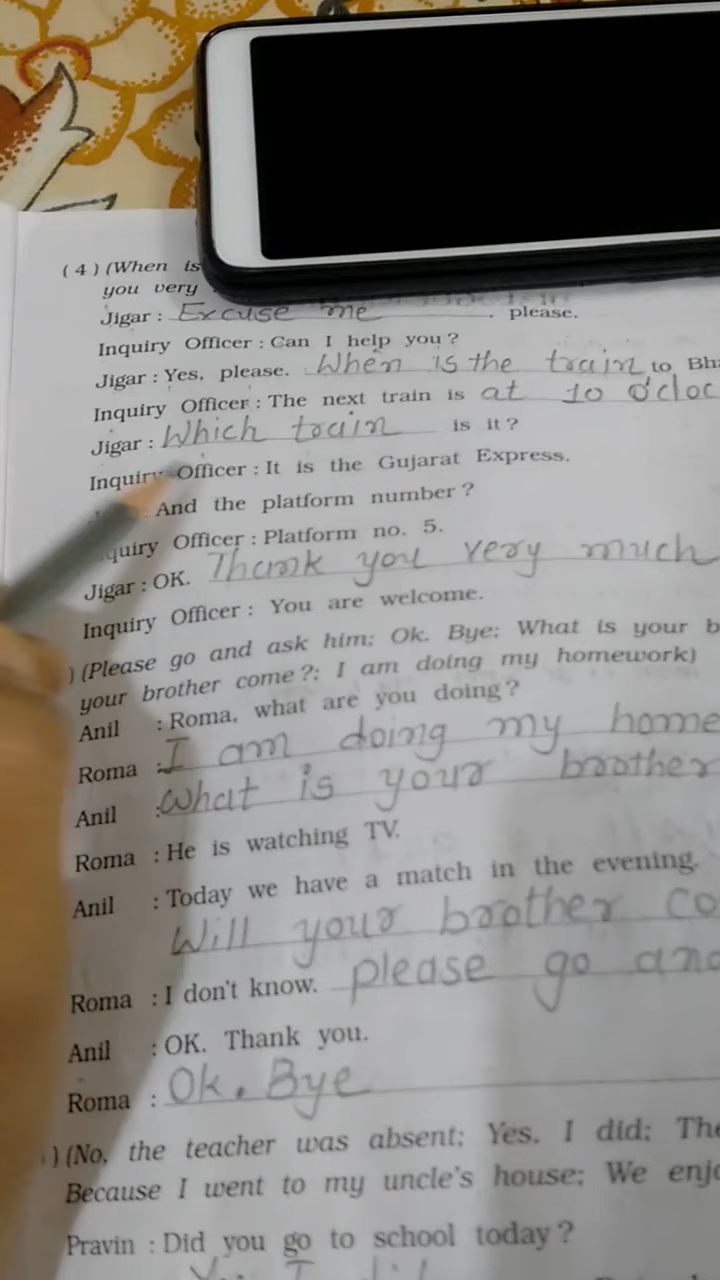 (4) (When is
you very
Jigar : Excuse me . please.
Inquiry Officer : Can I help you?
Jigar : Yes, please. When is the train to
Inquiry Officer : The next train is at 10 o'cloc
Jigar : Which train is it?
Inquiry Officer : It is the Gujarat Express.
And the platform number?
quiry Officer : Platform no. 5.
Jigar : OK. Thank you very much
Inquiry Officer : You are welcome.
) (Please go and ask him; Ok. Bye; What is your b
your brother come?; I am doing my homework)
Anil : Roma, what are you doing?
Roma : I am doing my home
Anil : What is your brother
Roma : He is watching TV.
Anil : Today we have a match in the evening.
Will your brother co
Roma : I don't know. please go and
Anil : OK. Thank you.
Roma : Ok. Bye
) (No, the teacher was absent; Yes, I did; The
Because I went to my uncle's house; We enjo
Pravin : Did you go to school today?